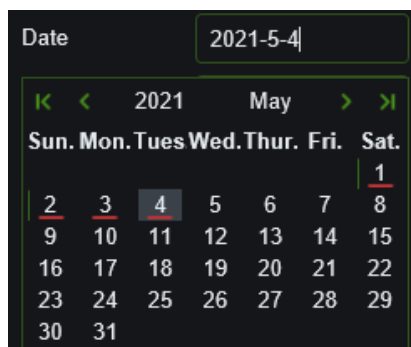 Date 2021-5-4
2021 May
Sun. Mon. Tues Wed. Thur. Fri. Sat.
1
2 3 4 5 6 7 8
9 10 11 12 13 14 15
16 17 18 19 20 21 22
23 24 25 26 27 28 29
30 31